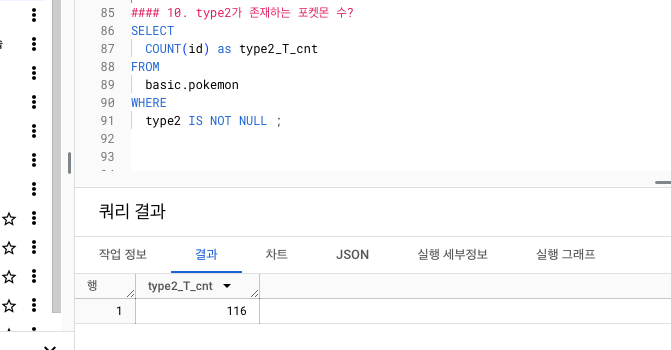 85 #### 10. type2가 존재하는 포켓몬 수?
86 SELECT
87 COUNT(id) as type2_T_cnt
88 FROM
89 basic.pokemon
90 WHERE
91 type2 IS NOT NULL ;
92
93
쿼리 결과
작업 정보 결과 차트 JSON 실행 세부정보 실행 그래프
행 type2_T_cnt
1 116